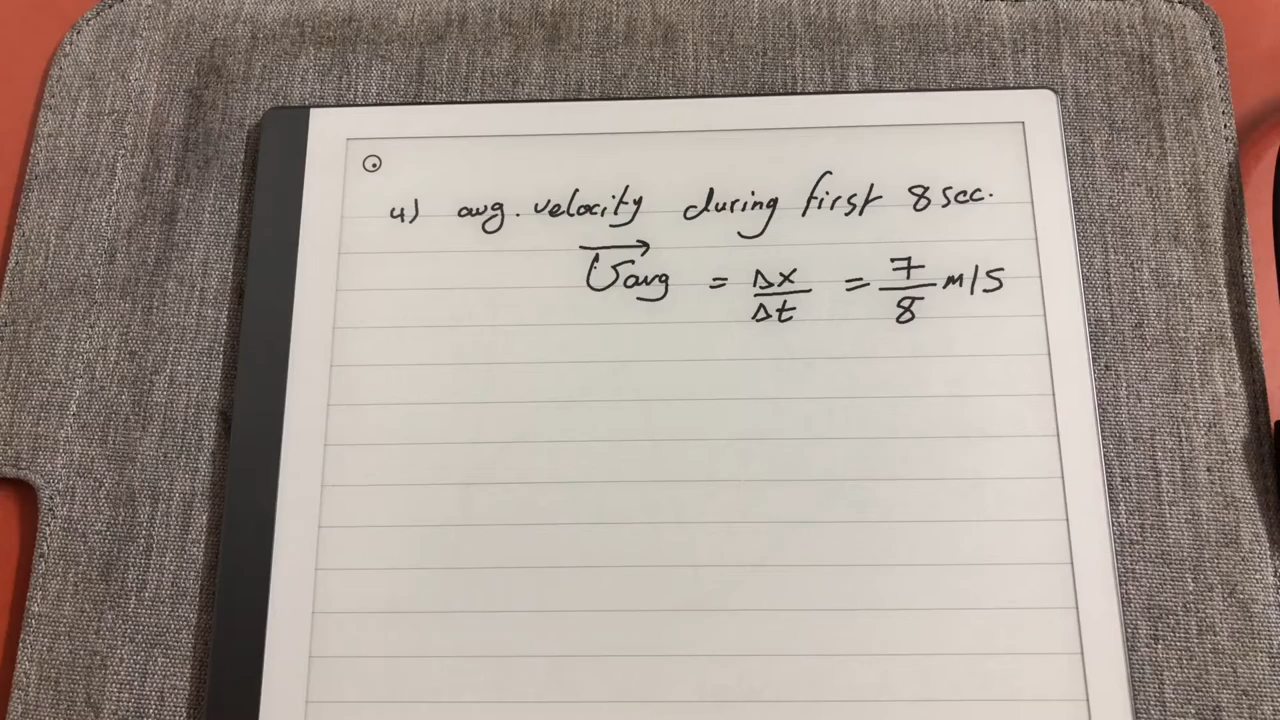 4) avg. velocity during first 8 sec.
v⃗avg = Δx/Δt = 7/8 m/s